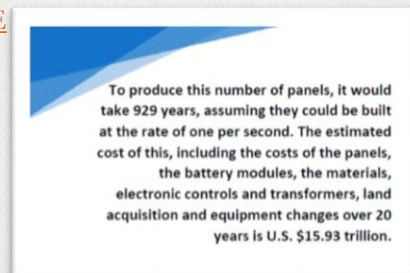 E
To produce this number of panels, it would
take 929 years, assuming they could be built
at the rate of one per second. The estimated
cost of this, including the costs of the panels,
the battery modules, the materials,
electronic controls and transformers, land
acquisition and equipment changes over 20
years is U.S. $15.93 trillion.